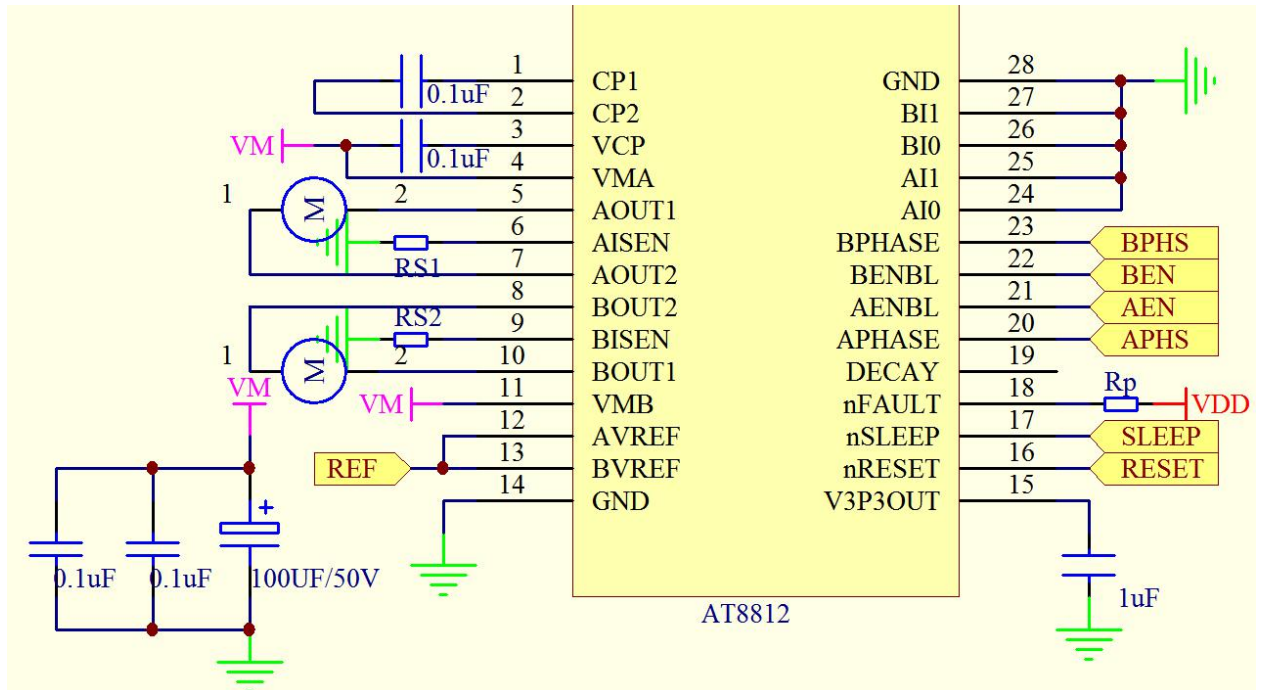 1 CP1 GND 28
0.1uF
2 CP2 BI1 27
VM 3 VCP BI0 26
0.1uF
4 VMA AI1 25
1 M 2 5 AOUT1 AI0 24
6 AISEN BPHASE 23 BPHS
RS1
7 AOUT2 BENBL 22 BEN
8 BOUT2 AENBL 21 AEN
RS2
9 BISEN APHASE 20 APHS
1 M 2 10 BOUT1 DECAY 19
VM
VM 11 VMB nFAULT 18 Rp VDD
12 AVREF nSLEEP 17 SLEEP
REF 13 BVREF nRESET 16 RESET
14 GND V3P3OUT 15
+
0.1uF 0.1uF 100UF/50V
1uF
AT8812